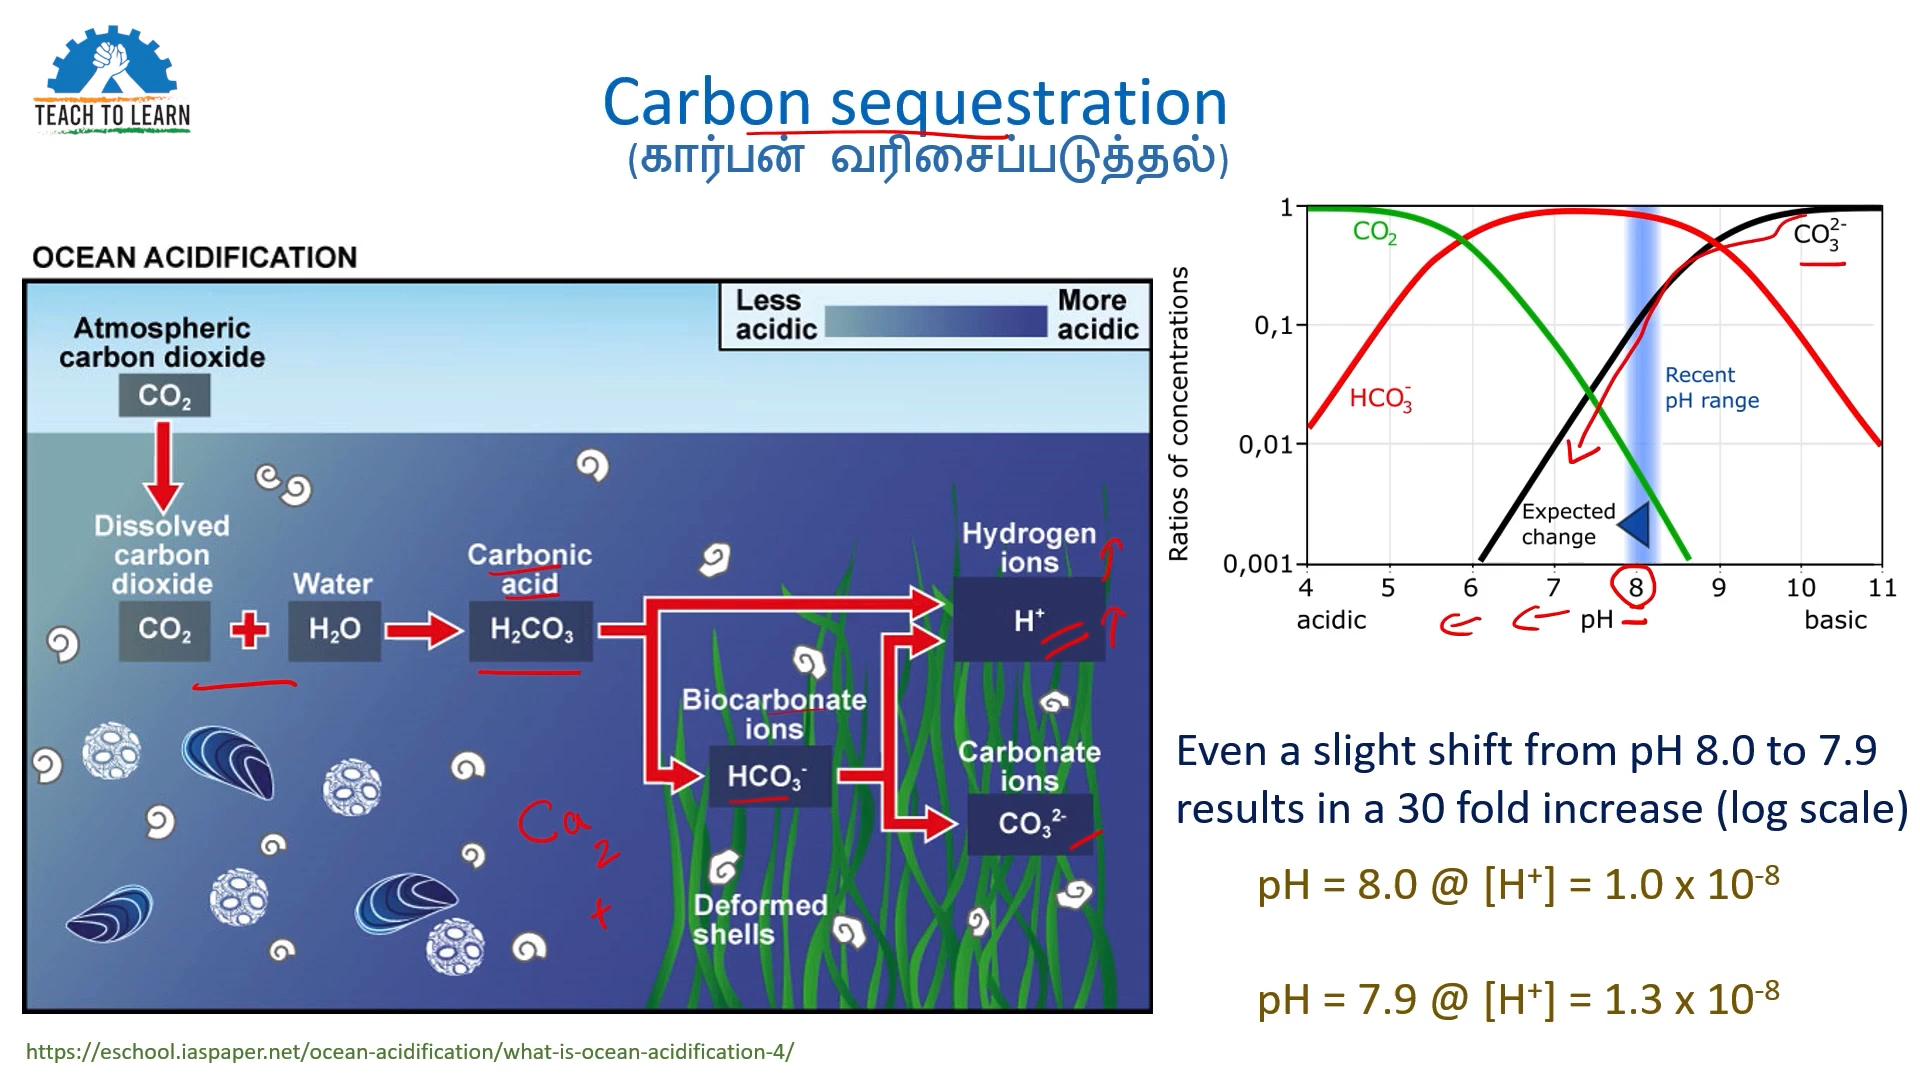 TEACH TO LEARN
Carbon sequestration
(கார்பன் வரிசைப்படுத்தல்)
OCEAN ACIDIFICATION
Less acidic
More acidic
Atmospheric
carbon dioxide
CO₂
Dissolved
carbon
dioxide
CO₂
Water
H₂O
Carbonic
acid
H₂CO₃
Hydrogen
ions
H⁺
Biocarbonate
ions
HCO₃⁻
Carbonate
ions
CO₃²⁻
Deformed
shells
Ca
2
+
Ratios of concentrations
1
0,1
0,01
0,001
CO₂
HCO₃⁻
CO₃²⁻
Recent
pH range
Expected
change
4 5 6 7 8 9 10 11
acidic pH basic
Even a slight shift from pH 8.0 to 7.9
results in a 30 fold increase (log scale)
pH = 8.0 @ [H⁺] = 1.0 x 10⁻⁸
pH = 7.9 @ [H⁺] = 1.3 x 10⁻⁸
https://eschool.iaspaper.net/ocean-acidification/what-is-ocean-acidification-4/